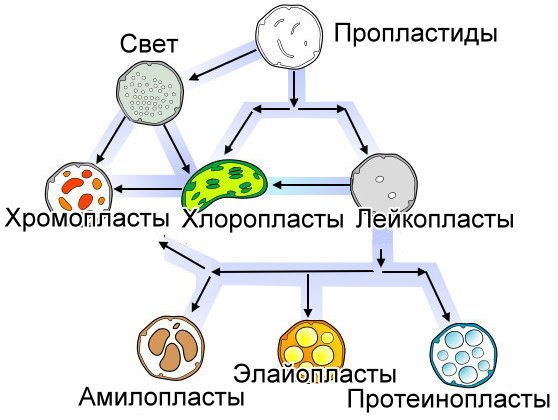 Пропластиды
Свет
Хромопласты
Хлоропласты
Лейкопласты
Амилопласты
Элайопласты
Протеинопласты